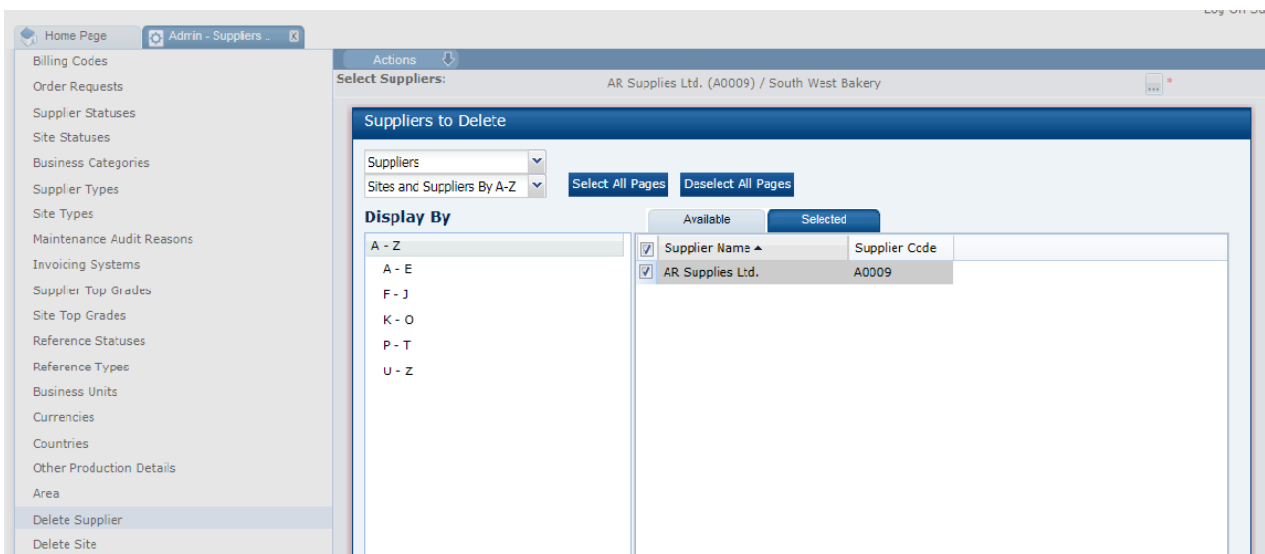 Home Page
Admin - Suppliers ..
Billing Codes
Order Requests
Supplier Statuses
Site Statuses
Business Categories
Supplier Types
Site Types
Maintenance Audit Reasons
Invoicing Systems
Supplier Top Grades
Site Top Grades
Reference Statuses
Reference Types
Business Units
Currencies
Countries
Other Production Details
Area
Delete Supplier
Delete Site
Actions
Select Suppliers: AR Supplies Ltd. (A0009) / South West Bakery ... *
Suppliers to Delete
Suppliers
Sites and Suppliers By A-Z Select All Pages Deselect All Pages
Display By
A - Z
A - E
F - J
K - O
P - T
U - Z
Available Selected
Supplier Name Supplier Code
AR Supplies Ltd. A0009